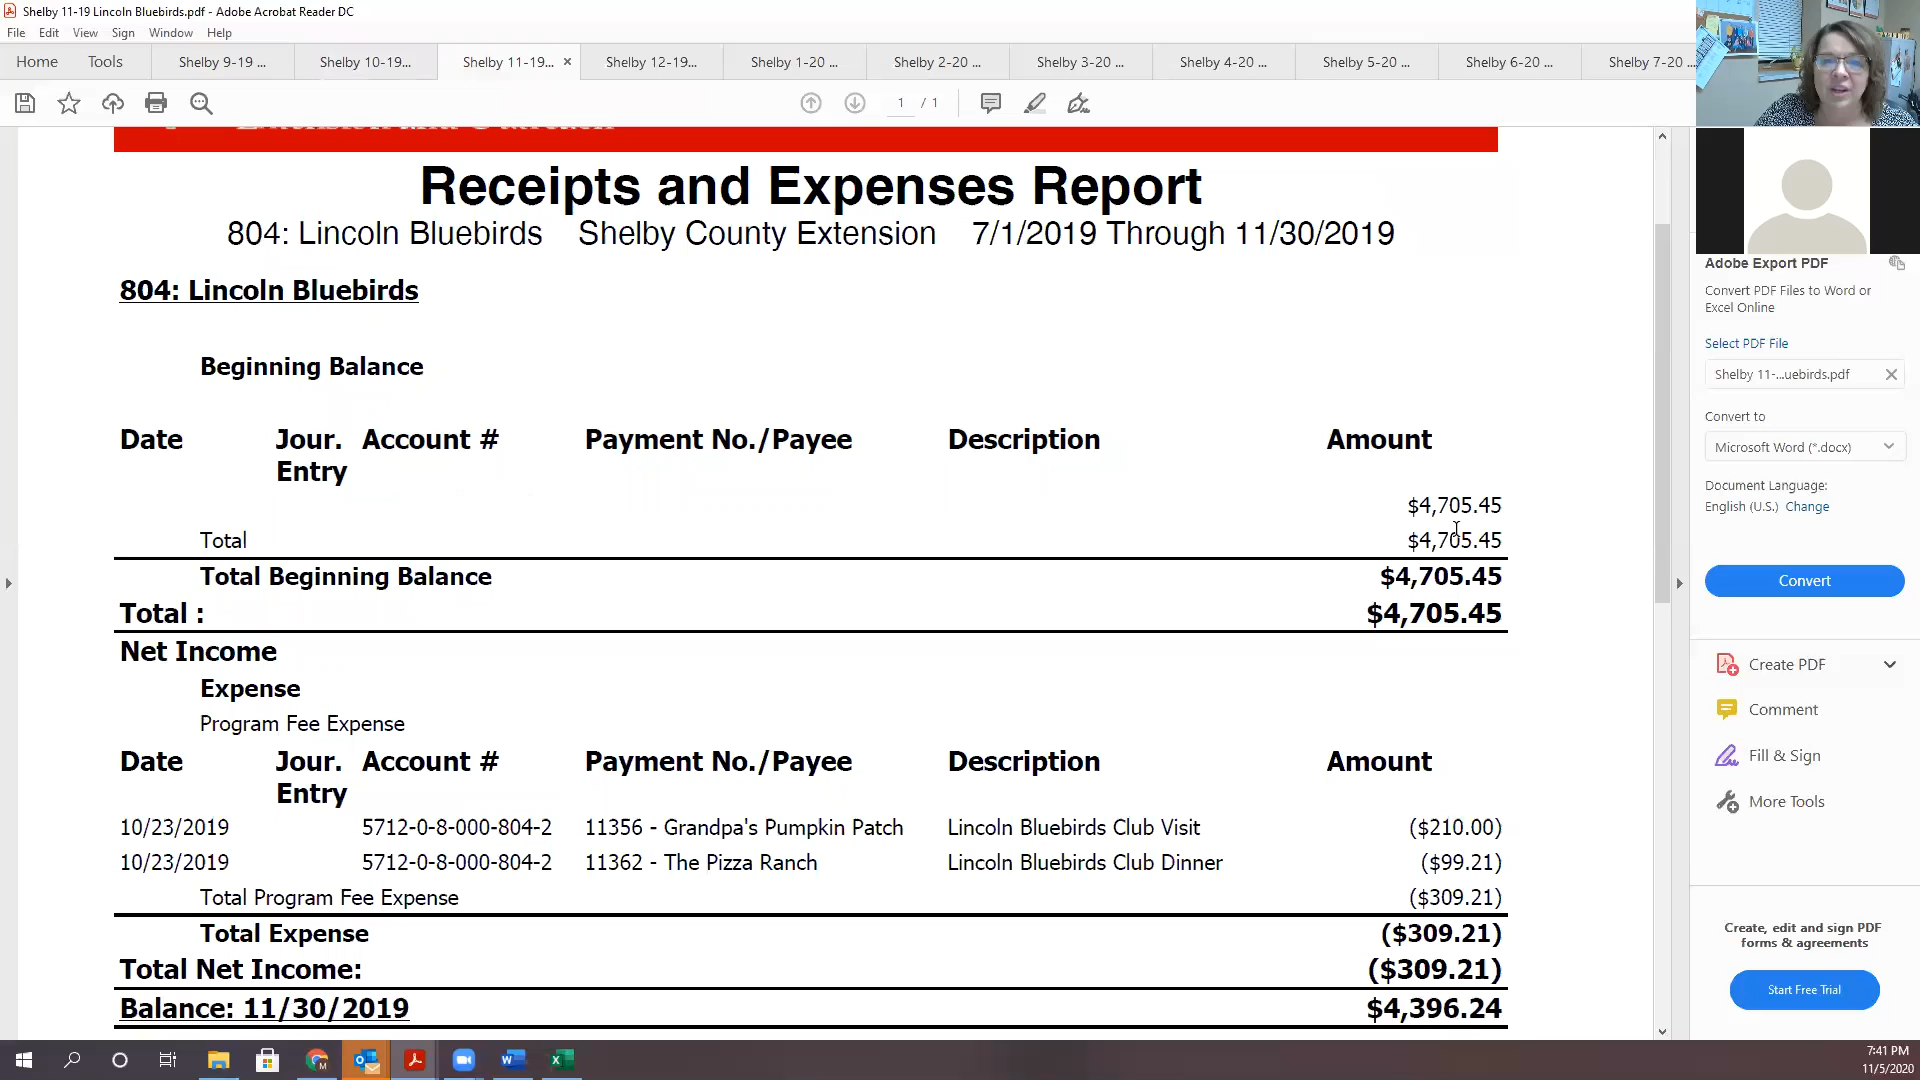 Shelby 11-19 Lincoln Bluebirds.pdf - Adobe Acrobat Reader DC
File Edit View Sign Window Help
Home Tools Shelby 9-19 ... Shelby 10-19... Shelby 11-19... × Shelby 12-19... Shelby 1-20 ... Shelby 2-20 ... Shelby 3-20 ... Shelby 4-20 ... Shelby 5-20 ... Shelby 6-20 ... Shelby 7-20 ...
1 / 1
Extension and Outreach
Receipts and Expenses Report
804: Lincoln Bluebirds Shelby County Extension 7/1/2019 Through 11/30/2019
804: Lincoln Bluebirds
Beginning Balance
Date Jour. Entry Account # Payment No./Payee Description Amount
$4,705.45
Total $4,705.45
Total Beginning Balance $4,705.45
Total : $4,705.45
Net Income
Expense
Program Fee Expense
Date Jour. Entry Account # Payment No./Payee Description Amount
10/23/2019 5712-0-8-000-804-2 11356 - Grandpa's Pumpkin Patch Lincoln Bluebirds Club Visit ($210.00)
10/23/2019 5712-0-8-000-804-2 11362 - The Pizza Ranch Lincoln Bluebirds Club Dinner ($99.21)
Total Program Fee Expense ($309.21)
Total Expense ($309.21)
Total Net Income: ($309.21)
Balance: 11/30/2019 $4,396.24
Adobe Export PDF
Convert PDF Files to Word or
Excel Online
Select PDF File
Shelby 11-...uebirds.pdf
Convert to
Microsoft Word (*.docx)
Document Language:
English (U.S.) Change
Convert
Create PDF
Comment
Fill & Sign
More Tools
Create, edit and sign PDF
forms & agreements
Start Free Trial
7:41 PM
11/5/2020